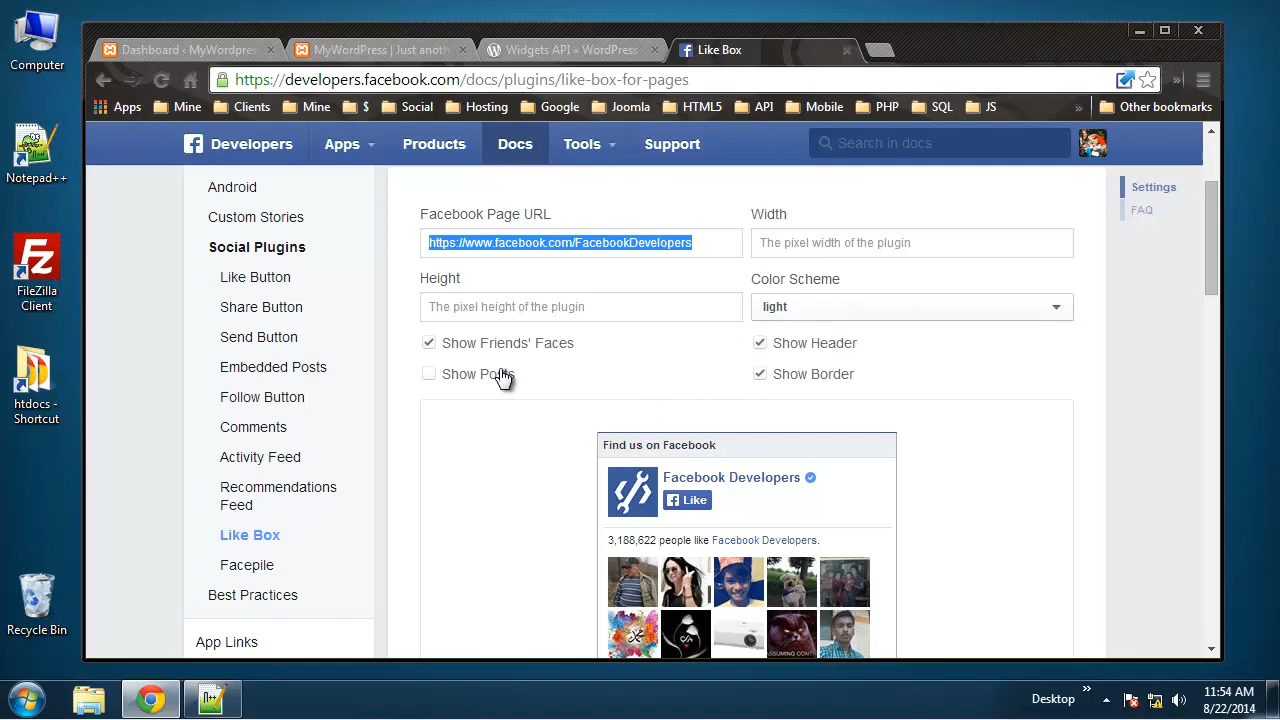 Computer
Notepad++
FileZilla
Client
htdocs -
Shortcut
Recycle Bin
Dashboard ‹ MyWordpres
MyWordPress | Just anoth
Widgets API « WordPress
Like Box
https://developers.facebook.com/docs/plugins/like-box-for-pages
Apps Mine Clients Mine $ Social Hosting Google Joomla HTML5 API Mobile PHP SQL JS » Other bookmarks
Developers Apps Products Docs Tools Support Search in docs
Android
Custom Stories
Social Plugins
Like Button
Share Button
Send Button
Embedded Posts
Follow Button
Comments
Activity Feed
Recommendations
Feed
Like Box
Facepile
Best Practices
App Links
Facebook Page URL
https://www.facebook.com/FacebookDevelopers
Width
The pixel width of the plugin
Height
The pixel height of the plugin
Color Scheme
light
Show Friends' Faces
Show Header
Show Posts
Show Border
Find us on Facebook
Facebook Developers
Like
3,188,622 people like Facebook Developers.
Settings
FAQ
Desktop »
11:54 AM
8/22/2014